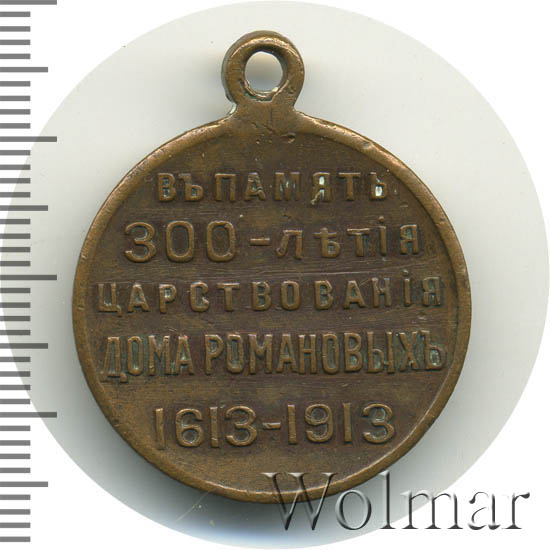 ВЪ ПАМЯТЬ
300-ЛѢТІЯ
ЦАРСТВОВАНІЯ
ДОМА РОМАНОВЫХЪ
1613-1913
Wolmar